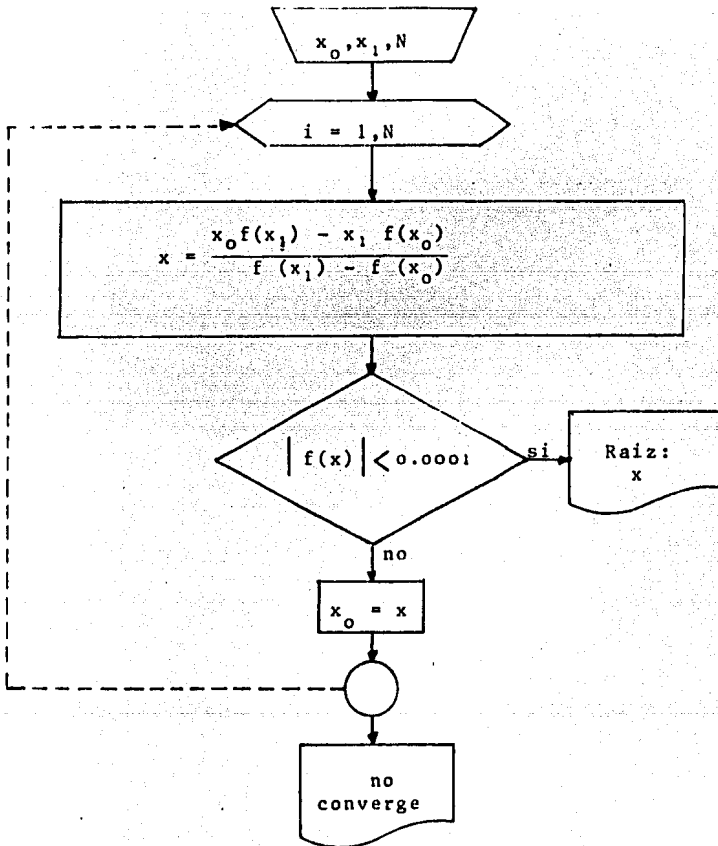 x₀,x₁,N
i = 1,N
x = x₀f(x₁) - x₁ f(x₀) / f (x₁) - f (x₀)
| f(x) | < 0.0001
si
Raiz:
x
no
x₀ = x
no
converge